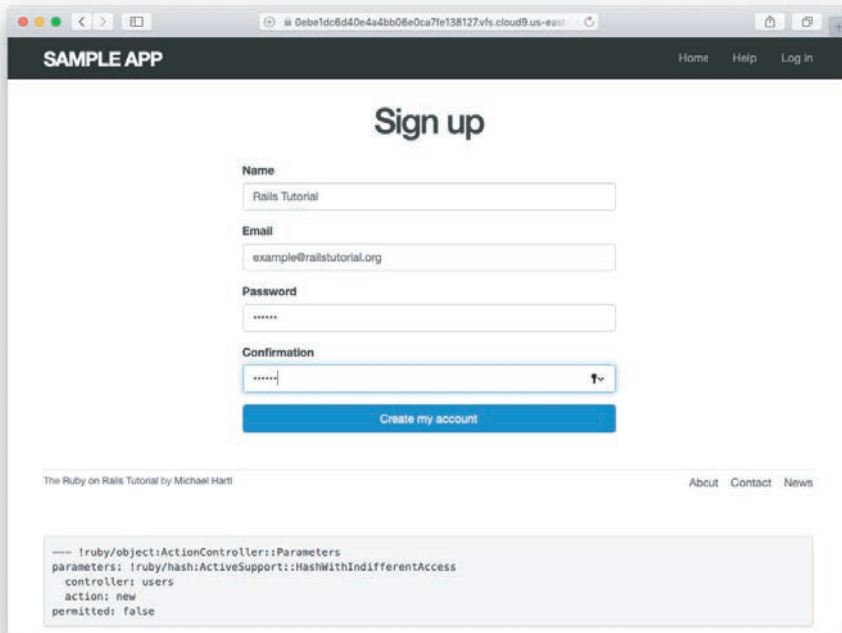 0ebe1dc6d40e4a4bb06e0ca7fe138127.vfs.cloud9.us-east
SAMPLE APP
Home Help Log in
Sign up
Name
Rails Tutorial
Email
example@railstutorial.org
Password
••••••
Confirmation
••••••
Create my account
The Ruby on Rails Tutorial by Michael Hartl
About Contact News
--- !ruby/object:ActionController::Parameters
parameters: !ruby/hash:ActiveSupport::HashWithIndifferentAccess
  controller: users
  action: new
permitted: false